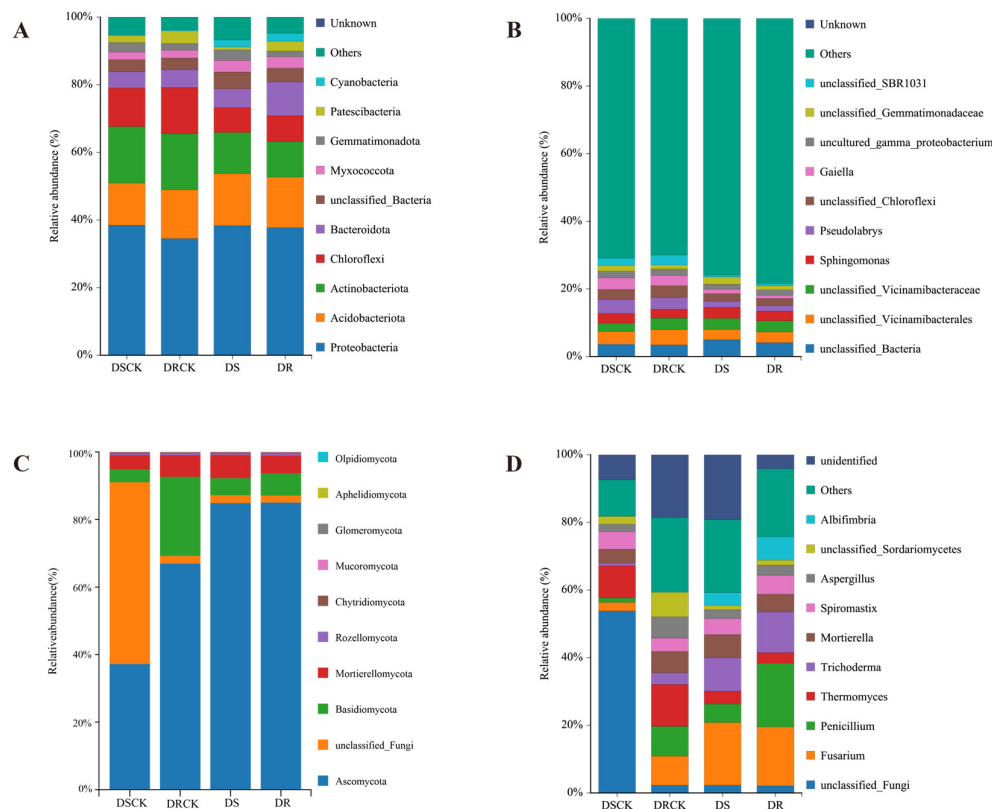 A
Relative abundance (%)
100%
80%
60%
40%
20%
0%
DSCK
DRCK
DS
DR
Unknown
Others
Cyanobacteria
Patescibacteria
Gemmatimonadota
Myxococcota
unclassified_Bacteria
Bacteroidota
Chloroflexi
Actinobacteriota
Acidobacteriota
Proteobacteria
B
Relative abundance (%)
100%
80%
60%
40%
20%
0%
DSCK
DRCK
DS
DR
Unknown
Others
unclassified_SBR1031
unclassified_Gemmatimonadaceae
uncultured_gamma_proteobacterium
Gaiella
unclassified_Chloroflexi
Pseudolabrys
Sphingomonas
unclassified_Vicinamibacteraceae
unclassified_Vicinamibacterales
unclassified_Bacteria
C
Relativeabundance(%)
100%
80%
60%
40%
20%
0%
DSCK
DRCK
DS
DR
Olpidiomycota
Aphelidiomycota
Glomeromycota
Mucoromycota
Chytridiomycota
Rozellomycota
Mortierellomycota
Basidiomycota
unclassified_Fungi
Ascomycota
D
Relative abundance (%)
100%
80%
60%
40%
20%
0%
DSCK
DRCK
DS
DR
unidentified
Others
Albifimbria
unclassified_Sordariomycetes
Aspergillus
Spiromastix
Mortierella
Trichoderma
Thermomyces
Penicillium
Fusarium
unclassified_Fungi